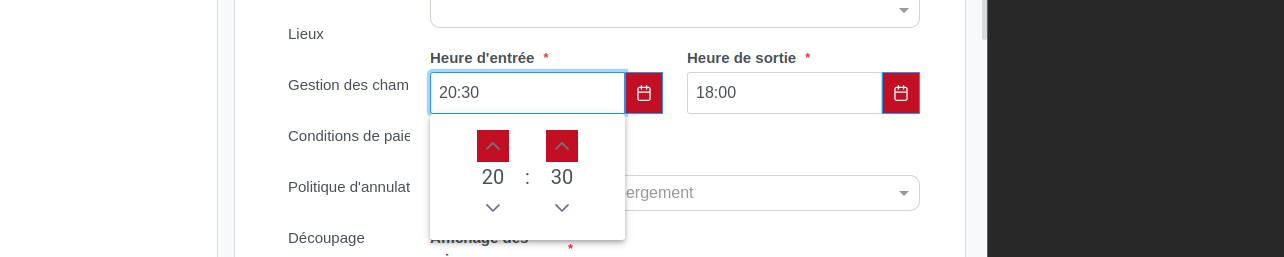 Lieux
Heure d'entrée *
Heure de sortie *
Gestion des cham
20:30
18:00
Conditions de paie
20 : 30
Politique d'annulat
ergement
Découpage
*